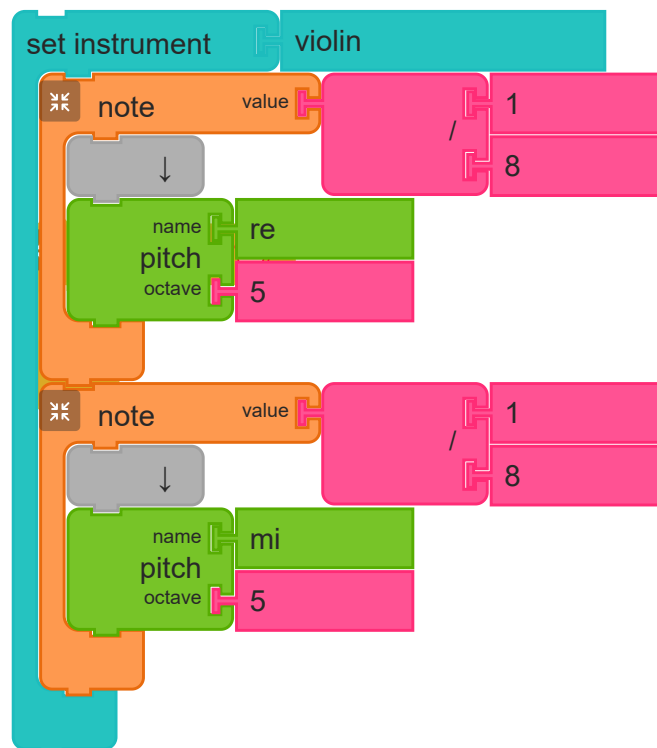 set instrument violin
note value 1
/
8
↓
name re
pitch
octave 5
note value 1
/
8
↓
name mi
pitch
octave 5